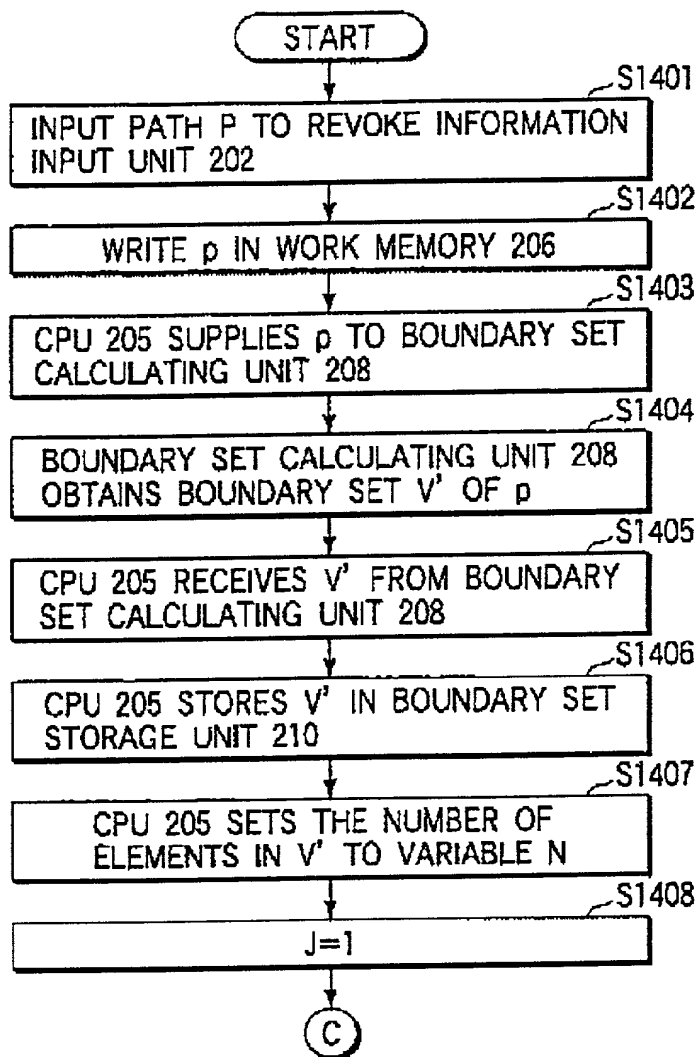 START
S1401
INPUT PATH P TO REVOKE INFORMATION
INPUT UNIT 202
S1402
WRITE p IN WORK MEMORY 206
S1403
CPU 205 SUPPLIES p TO BOUNDARY SET
CALCULATING UNIT 208
S1404
BOUNDARY SET CALCULATING UNIT 208
OBTAINS BOUNDARY SET V' OF p
S1405
CPU 205 RECEIVES V' FROM BOUNDARY
SET CALCULATING UNIT 208
S1406
CPU 205 STORES V' IN BOUNDARY SET
STORAGE UNIT 210
S1407
CPU 205 SETS THE NUMBER OF
ELEMENTS IN V' TO VARIABLE N
S1408
J=1
C